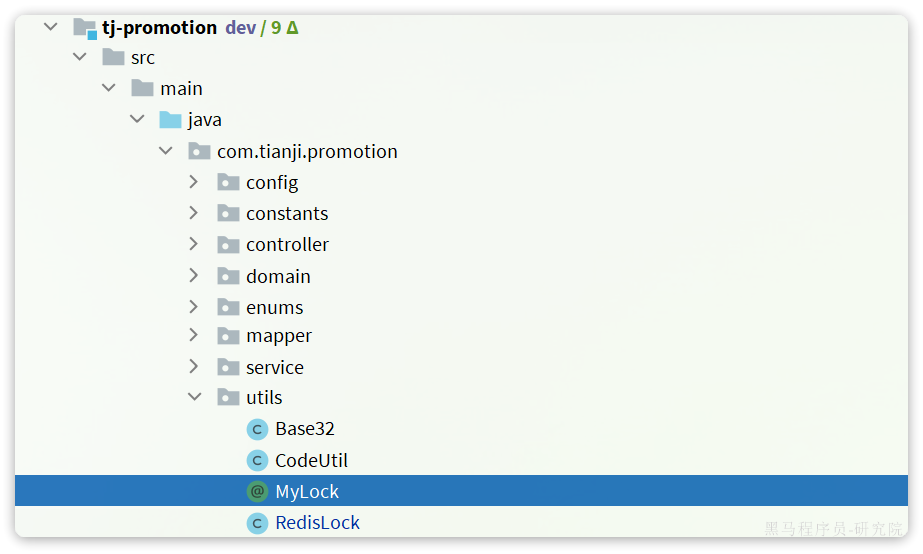 tj-promotion dev / 9 Δ
src
main
java
com.tianji.promotion
config
constants
controller
domain
enums
mapper
service
utils
Base32
CodeUtil
MyLock
RedisLock
黑马程序员-研究院